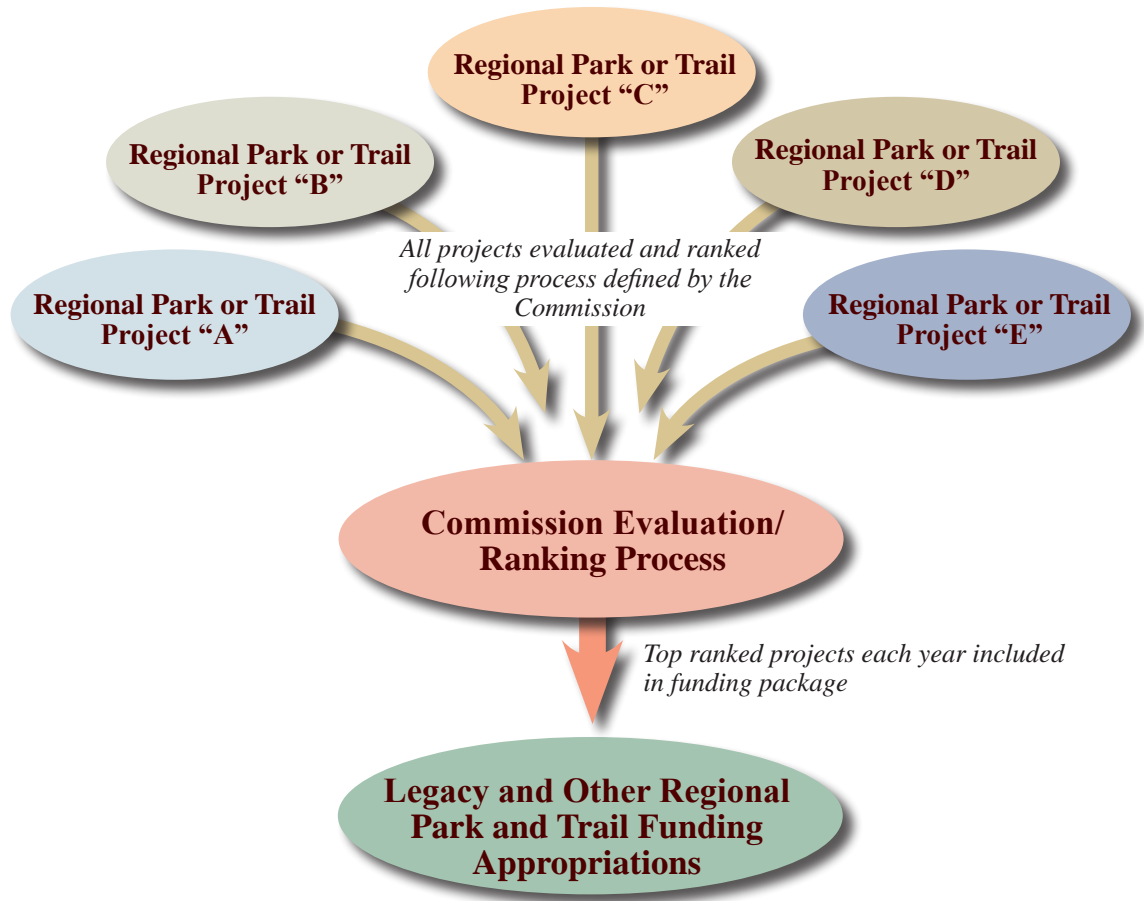 Regional Park or Trail
Project “C”
Regional Park or Trail
Project “B”
Regional Park or Trail
Project “D”
All projects evaluated and ranked
following process defined by the
Commission
Regional Park or Trail
Project “A”
Regional Park or Trail
Project “E”
Commission Evaluation/
Ranking Process
Top ranked projects each year included
in funding package
Legacy and Other Regional
Park and Trail Funding
Appropriations